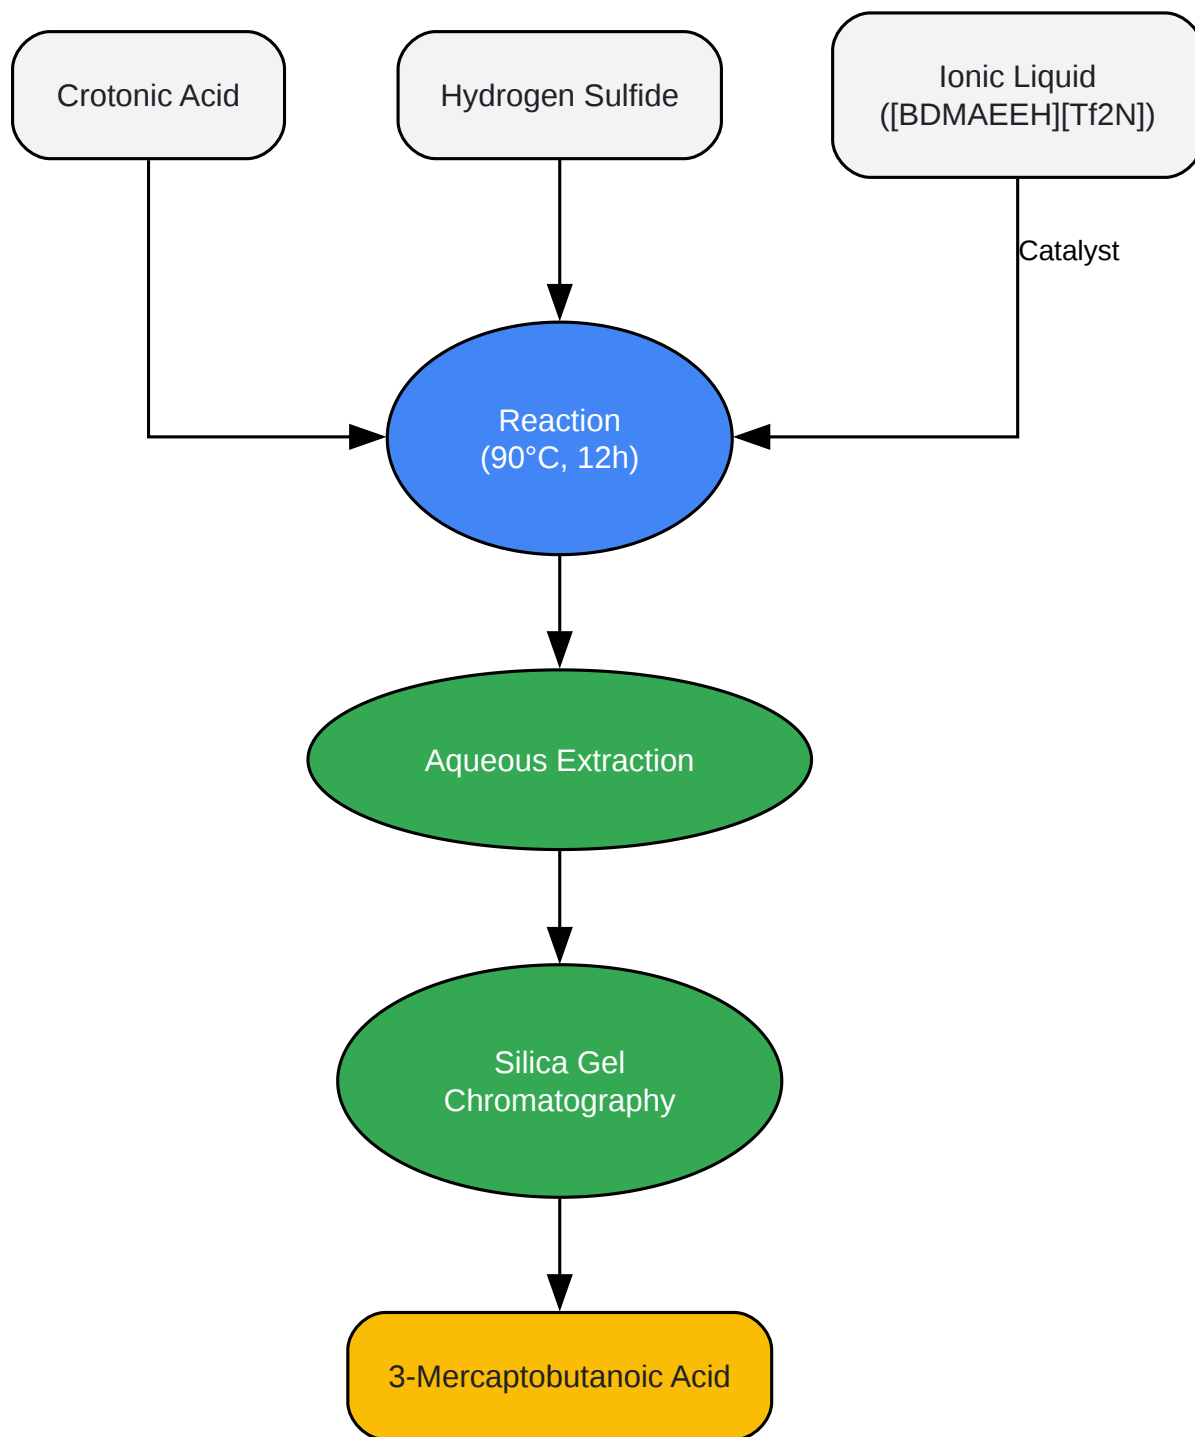 Crotonic Acid
Hydrogen Sulfide
Ionic Liquid
([BDMAEEH][Tf2N])
Catalyst
Reaction
(90°C, 12h)
Aqueous Extraction
Silica Gel
Chromatography
3-Mercaptobutanoic Acid